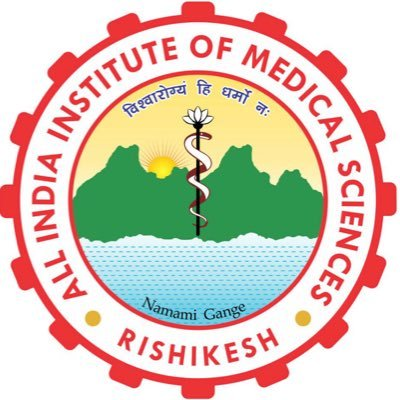 ALL INDIA INSTITUTE OF MEDICAL SCIENCES
विश्वारोग्यं हि धर्मो नः
Namami Gange
RISHIKESH